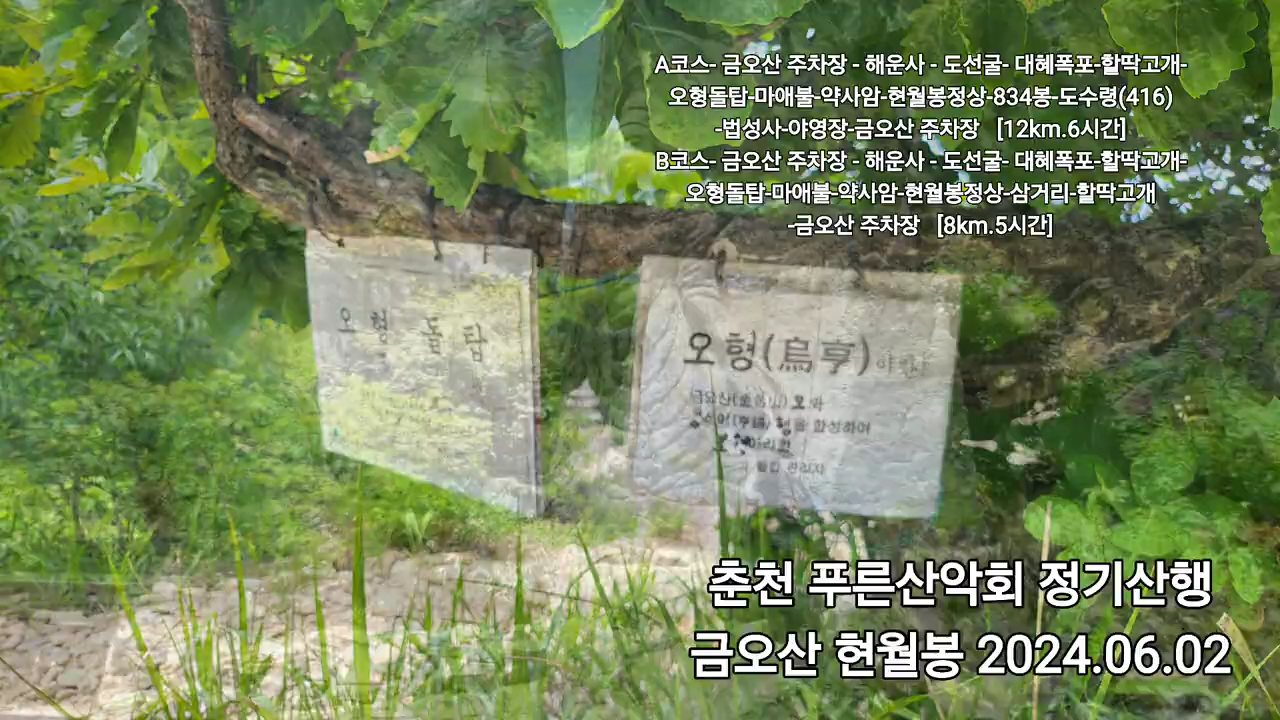 A코스- 금오산 주차장 - 해운사 - 도선굴- 대혜폭포-할딱고개-
오형돌탑-마애불-약사암-현월봉정상-834봉-도수령(416)
-법성사-야영장-금오산 주차장 [12km.6시간]
B코스- 금오산 주차장 - 해운사 - 도선굴- 대혜폭포-할딱고개-
오형돌탑-마애불-약사암-현월봉정상-삼거리-할딱고개
-금오산 주차장 [8km.5시간]
오형 돌탑
오형(烏亨)
금오산
합성하여
춘천 푸른산악회 정기산행
금오산 현월봉 2024.06.02